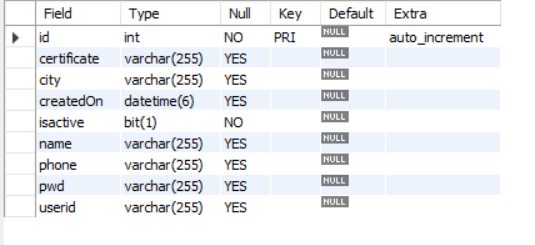 Field Type Null Key Default Extra
id int NO PRI NULL auto_increment
certificate varchar(255) YES NULL
city varchar(255) YES NULL
createdOn datetime(6) YES NULL
isactive bit(1) NO NULL
name varchar(255) YES NULL
phone varchar(255) YES NULL
pwd varchar(255) YES NULL
userid varchar(255) YES NULL